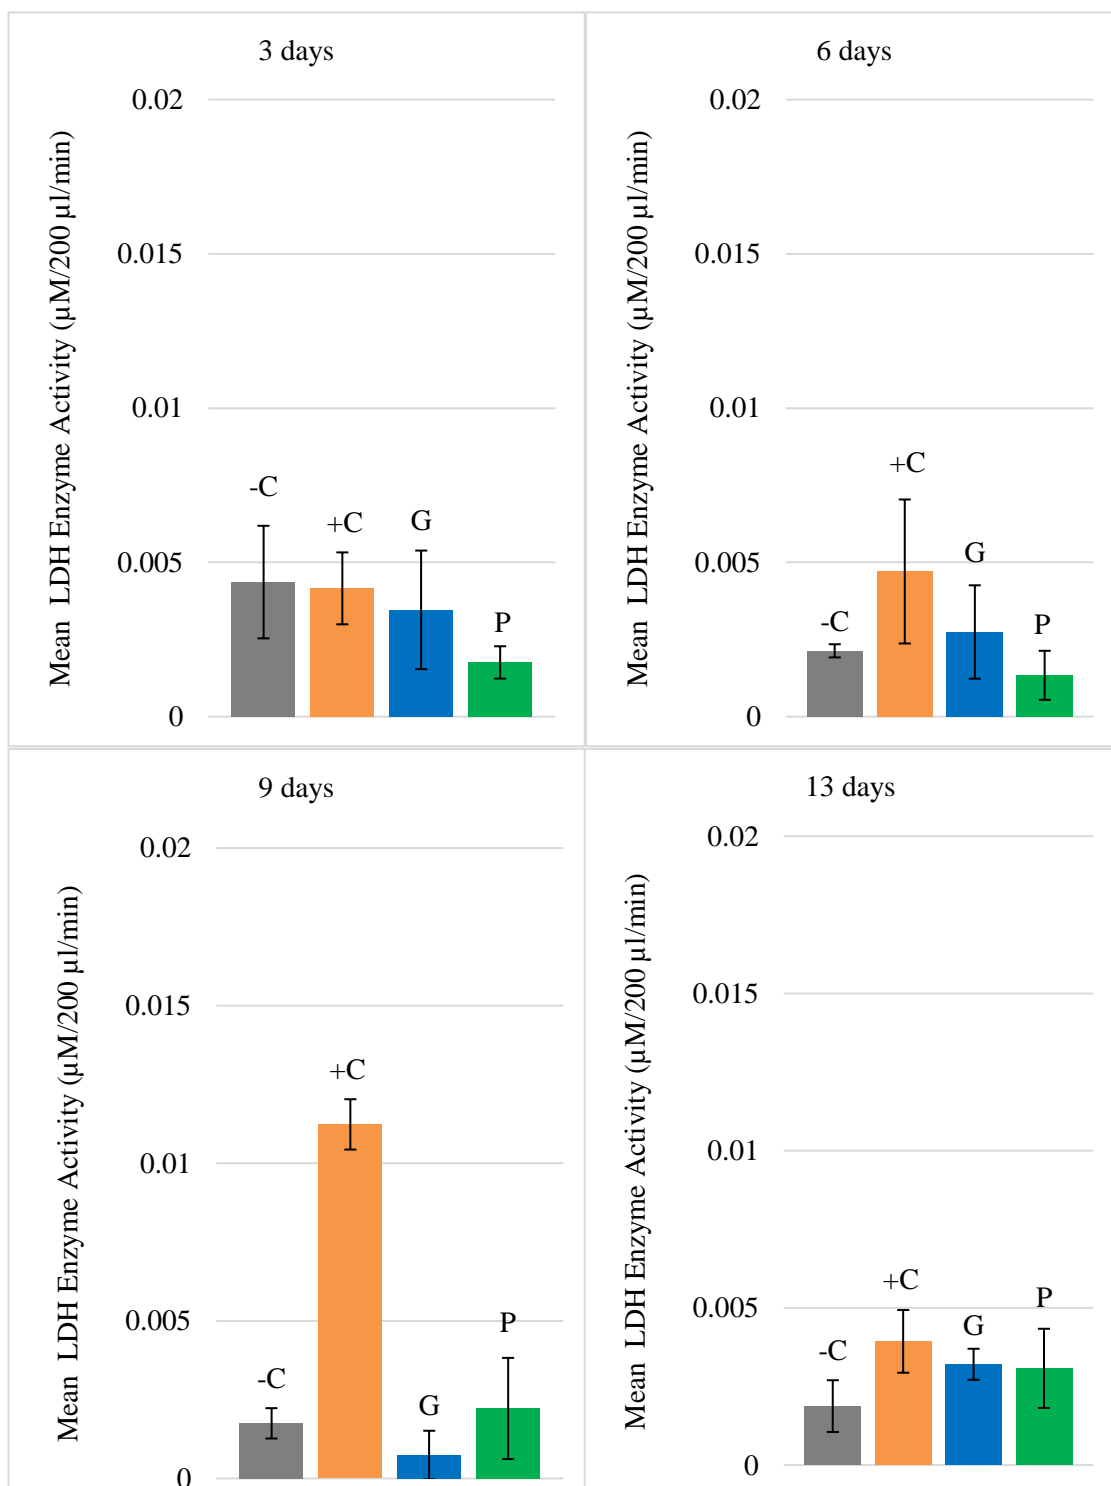 3 days
Mean LDH Enzyme Activity (µM/200 µl/min)
0.02
0.015
0.01
0.005
0
-C
+C
G
P
6 days
Mean LDH Enzyme Activity (µM/200 µl/min)
0.02
0.015
0.01
0.005
0
-C
+C
G
P
9 days
Mean LDH Enzyme Activity (µM/200 µl/min)
0.02
0.015
0.01
0.005
0
-C
+C
G
P
13 days
Mean LDH Enzyme Activity (µM/200 µl/min)
0.02
0.015
0.01
0.005
0
-C
+C
G
P